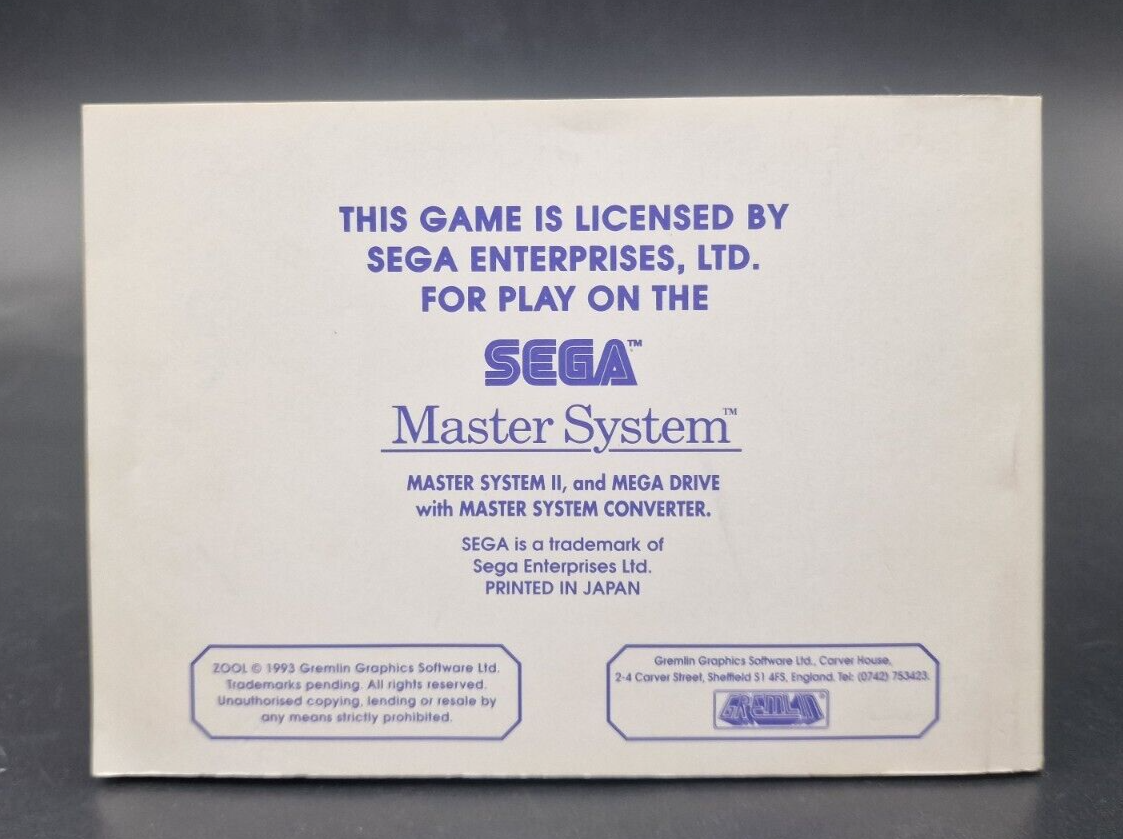 THIS GAME IS LICENSED BY
SEGA ENTERPRISES, LTD.
FOR PLAY ON THE
SEGA™
Master System™
MASTER SYSTEM II, and MEGA DRIVE
with MASTER SYSTEM CONVERTER.
SEGA is a trademark of
Sega Enterprises Ltd.
PRINTED IN JAPAN
ZOOL © 1993 Gremlin Graphics Software Ltd.
Trademarks pending. All rights reserved.
Unauthorised copying, lending or resale by
any means strictly prohibited.
Gremlin Graphics Software Ltd., Carver House,
2-4 Carver Street, Sheffield S1 4FS, England. Tel: (0742) 753423.
GREMLIN